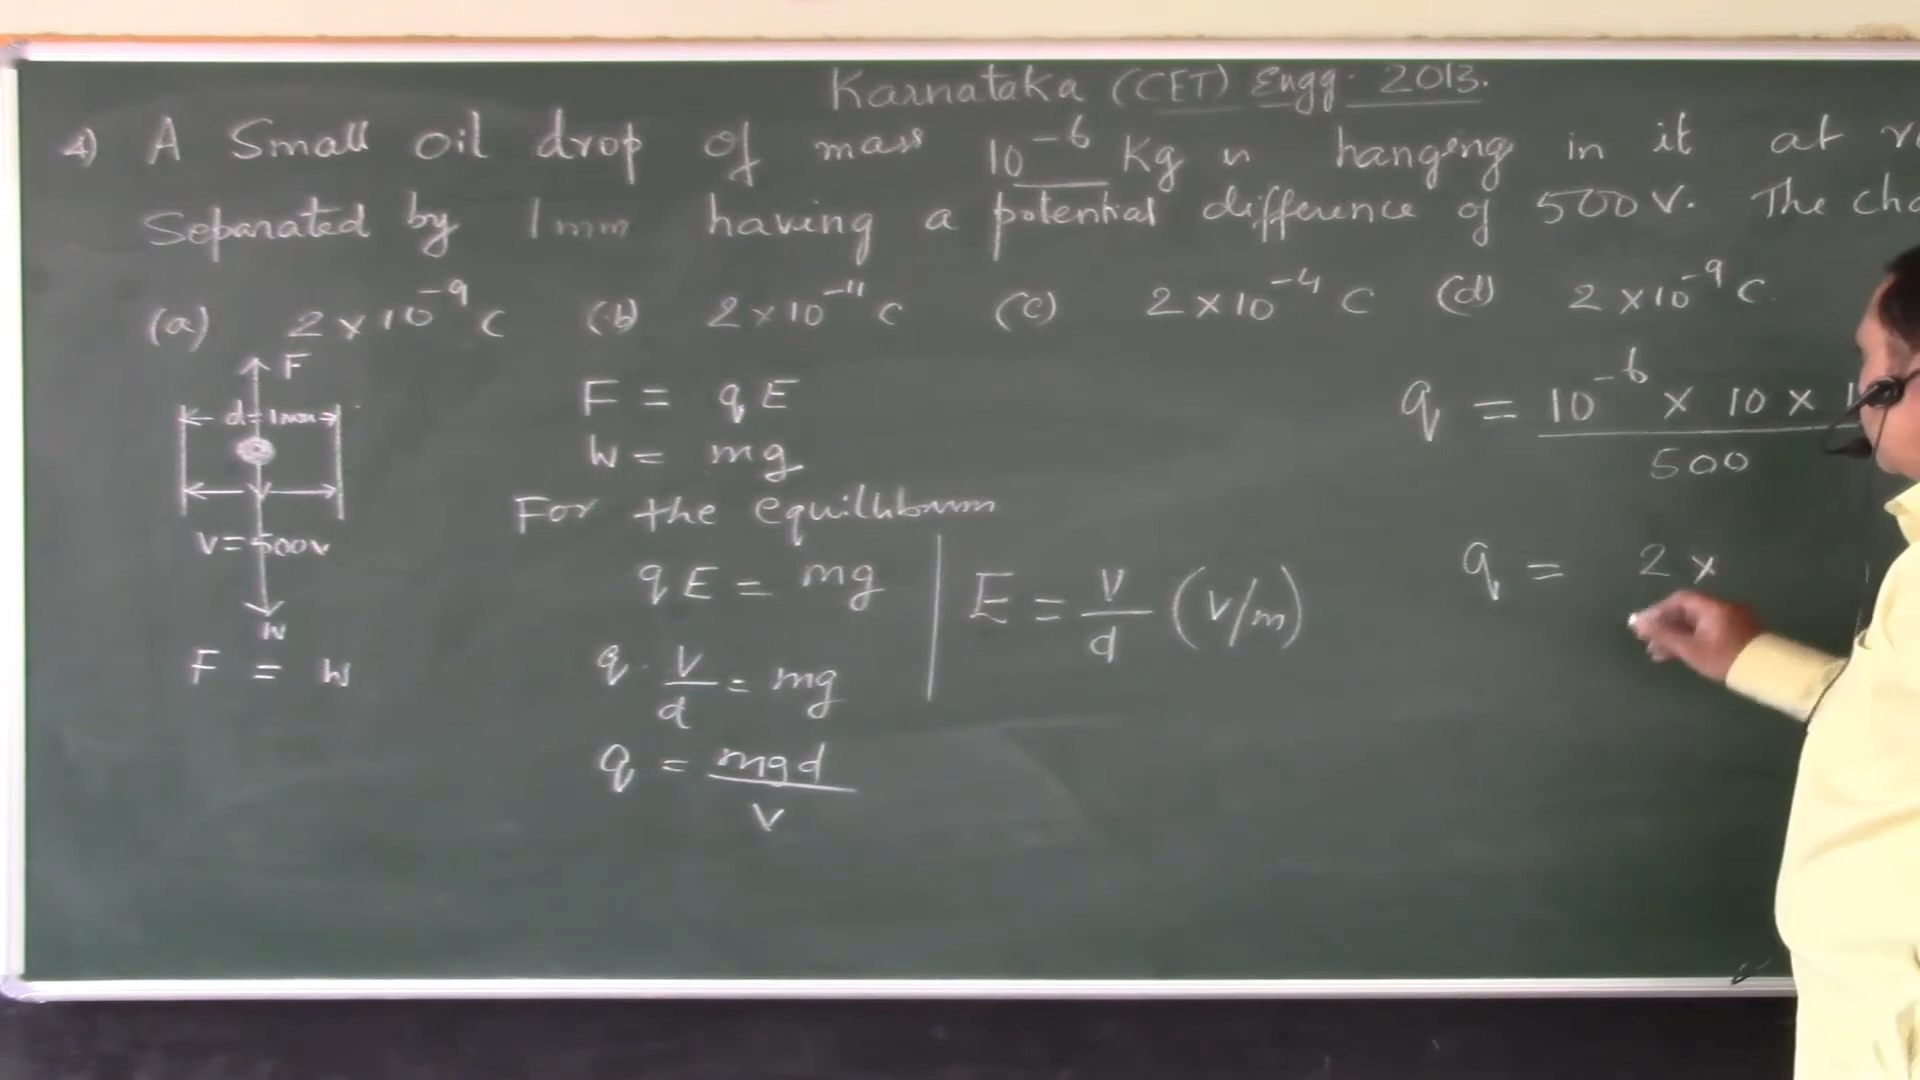 Karnataka (CET) Engg. 2013.
4) A Small oil drop of mass 10⁻⁶ Kg is hanging in it at
Separated by 1mm having a potential difference of 500V. The
(a) 2×10⁻⁹ C (b) 2×10⁻¹¹ C (c) 2×10⁻⁴ C (d) 2×10⁻⁹ C.
F
d=1mm
V=500V
W
F = W
F = qE
W = mg
For the equilibrium
qE = mg
q . V/d = mg
q = mgd/V
E = V/d (V/m)
q = 10⁻⁶ × 10 × 1 / 500
q = 2 ×